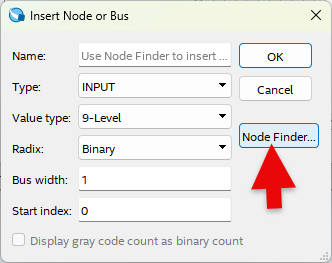 Insert Node or Bus
Name: Use Node Finder to insert ... OK
Type: INPUT Cancel
Value type: 9-Level
Radix: Binary Node Finder...
Bus width: 1
Start index: 0
Display gray code count as binary count